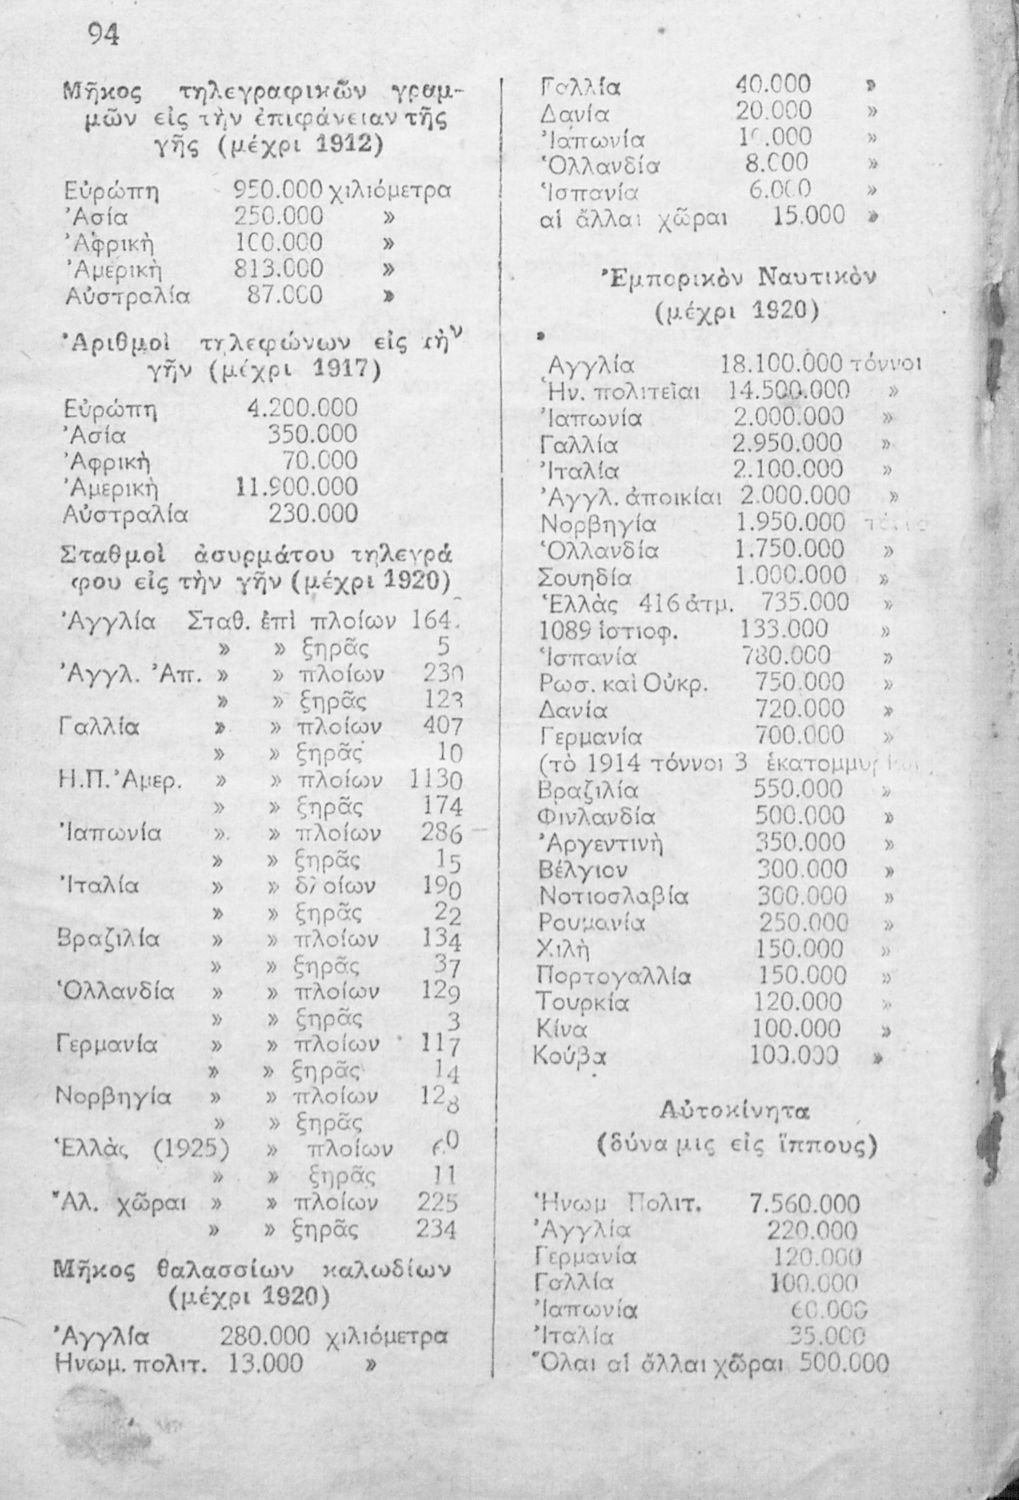 94
Μῆκος τηλεγραφικῶν γραμ-
μῶν εἰς τὴν ἐπιφάνειαν τῆς
γῆς (μέχρι 1912)
Εὐρώπη 950.000 χιλιόμετρα
Ἀσία 250.000 »
Ἀφρικὴ 100.000 »
Ἀμερικὴ 813.000 »
Αὐστραλία 87.000 »
Ἀριθμοὶ τηλεφώνων εἰς τὴν
γῆν (μέχρι 1917)
Εὐρώπη 4.200.000
Ἀσία 350.000
Ἀφρικὴ 70.000
Ἀμερικὴ 11.900.000
Αὐστραλία 230.000
Σταθμοὶ ἀσυρμάτου τηλεγρά
φου εἰς τὴν γῆν (μέχρι 1920)
Ἀγγλία Σταθ. ἐπὶ πλοίων 164.
» » ξηρᾶς 5
Ἀγγλ. Ἀπ. » » πλοίων 230
» » ξηρᾶς 123
Γαλλία » » πλοίων 407
» » ξηρᾶς 10
Η.Π. Ἀμερ. » » πλοίων 1130
» » ξηρᾶς 174
Ἰαπωνία » » πλοίων 286
» » ξηρᾶς 15
Ἰταλία » » πλοίων 190
» » ξηρᾶς 22
Βραζιλία » » πλοίων 134
» » ξηρᾶς 37
Ὁλλανδία » » πλοίων 129
» » ξηρᾶς 3
Γερμανία » » πλοίων 117
» » ξηρᾶς 14
Νορβηγία » » πλοίων 128
» » ξηρᾶς
Ἑλλὰς (1925) » πλοίων 60
» » ξηρᾶς 11
Ἄλ. χῶραι » » πλοίων 225
» » ξηρᾶς 234
Μῆκος θαλασσίων καλωδίων
(μέχρι 1920)
Ἀγγλία 280.000 χιλιόμετρα
Ηνωμ. πολιτ. 13.000 »
Γαλλία 40.000 »
Δανία 20.000 »
Ἰαπωνία »
Ὁλλανδία 8.000 »
Ἱσπανία 6.000 »
αἱ ἄλλαι χῶραι 15.000 »
Ἐμπορικὸν Ναυτικὸν
(μέχρι 1920)
Αγγλία 18.100.000 τόννοι
Ἡν. πολιτεῖαι 14.500.000 »
Ἰαπωνία 2.000.000 »
Γαλλία 2.950.000 »
Ἰταλία 2.100.000 »
Ἀγγλ. ἀποικίαι 2.000.000 »
Νορβηγία 1.950.000
Ὁλλανδία 1.750.000 »
Σουηδία 1.000.000 »
Ἑλλὰς 416 ἀτμ. 735.000 »
1089 ἱστιοφ. 133.000 »
Ἱσπανία 780.000 »
Ρωσ. καὶ Οὐκρ. 750.000 »
Δανία 720.000 »
Γερμανία 700.000 »
(τὸ 1914 τόννοι 3
Βραζιλία 550.000 »
Φινλανδία 500.000 »
Ἀργεντινὴ 350.000 »
Βέλγιον 300.000 »
Νοτιοσλαβία 300.000 »
Ρουμανία 250.000 »
Χιλὴ 150.000 »
Πορτογαλλία 150.000 »
Τουρκία 120.000 »
Κίνα 100.000 »
Κούβα 100.000 »
Αὐτοκίνητα
(δύναμις εἰς ἵππους)
Ἡνωμ Πολιτ. 7.560.000
Ἀγγλία 220.000
Γερμανία 120.000
Γαλλία 100.000
Ἰαπωνία 60.000
Ἰταλία 35.000
Ὅλαι αἱ ἄλλαι χῶραι 500.000